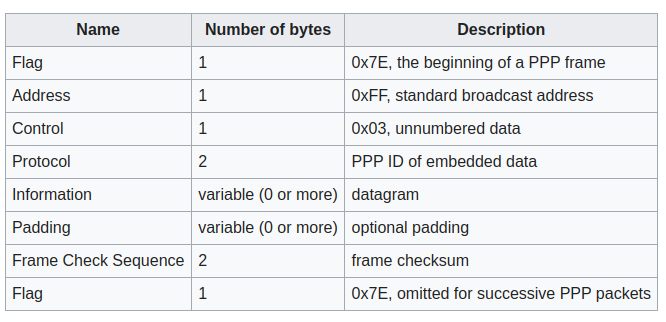 Name Number of bytes Description
Flag 1 0x7E, the beginning of a PPP frame
Address 1 0xFF, standard broadcast address
Control 1 0x03, unnumbered data
Protocol 2 PPP ID of embedded data
Information variable (0 or more) datagram
Padding variable (0 or more) optional padding
Frame Check Sequence 2 frame checksum
Flag 1 0x7E, omitted for successive PPP packets